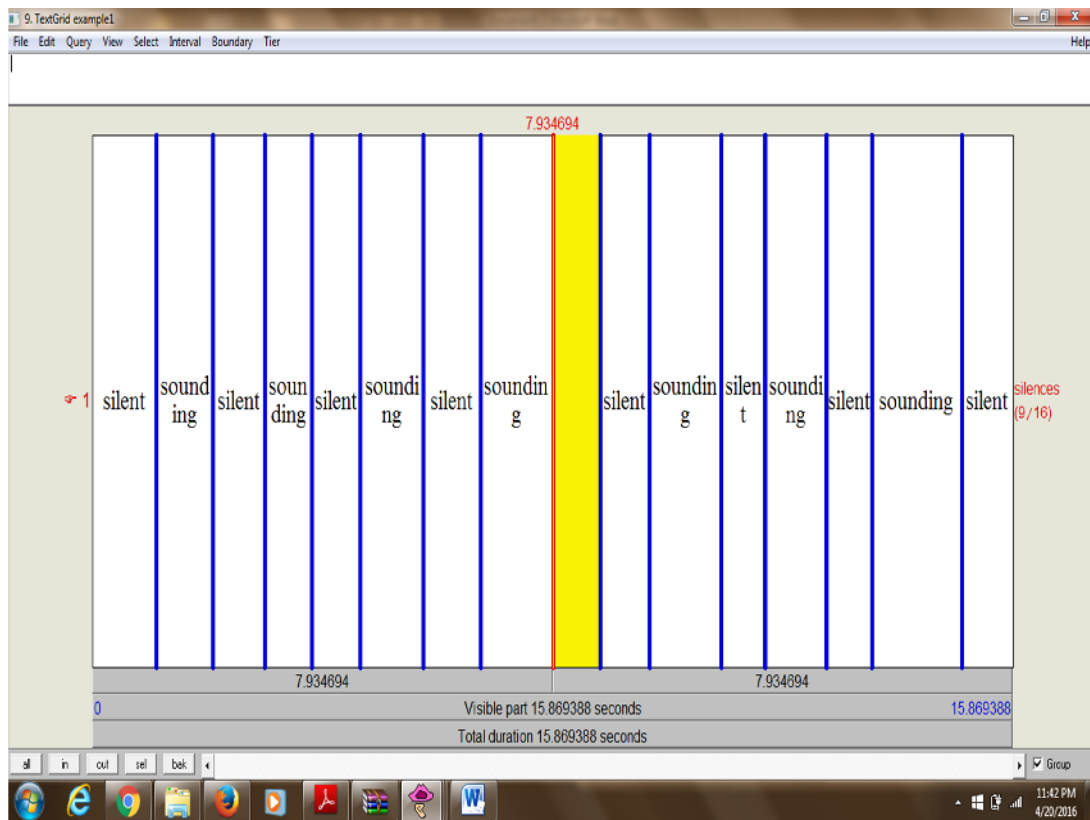 9. TextGrid example1
File Edit Query View Select Interval Boundary Tier Help
7.934694
☞ 1
silent
sound
ing
silent
soun
ding
silent
soundi
ng
silent
soundin
g
silent
soundin
g
silen
t
soundi
ng
silent
sounding
silent
silences
(9/16)
7.934694 7.934694
0 Visible part 15.869388 seconds 15.869388
Total duration 15.869388 seconds
all in out sel bak Group
11:42 PM
4/20/2016